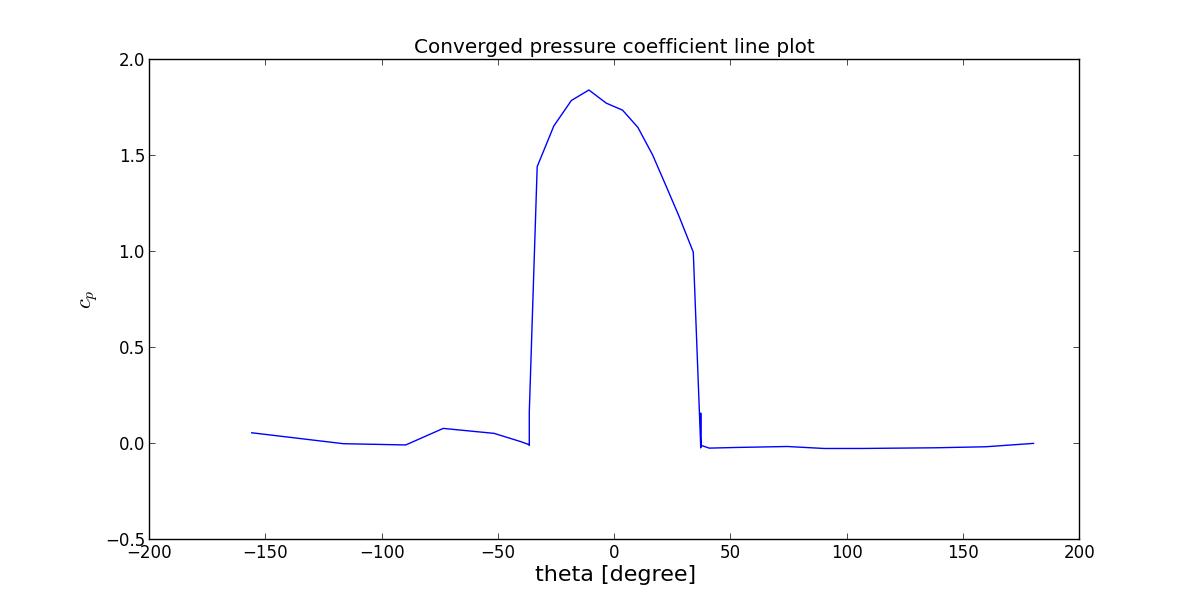 Converged pressure coefficient line plot
2.0
1.5
1.0
0.5
0.0
−0.5
c_p
−200 −150 −100 −50 0 50 100 150 200
theta [degree]